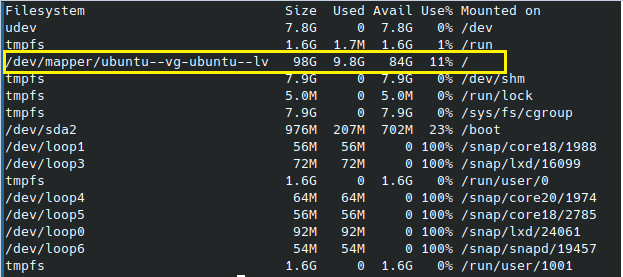 Filesystem Size Used Avail Use% Mounted on
udev 7.8G 0 7.8G 0% /dev
tmpfs 1.6G 1.7M 1.6G 1% /run
/dev/mapper/ubuntu--vg-ubuntu--lv 98G 9.8G 84G 11% /
tmpfs 7.9G 0 7.9G 0% /dev/shm
tmpfs 5.0M 0 5.0M 0% /run/lock
tmpfs 7.9G 0 7.9G 0% /sys/fs/cgroup
/dev/sda2 976M 207M 702M 23% /boot
/dev/loop1 56M 56M 0 100% /snap/core18/1988
/dev/loop3 72M 72M 0 100% /snap/lxd/16099
tmpfs 1.6G 0 1.6G 0% /run/user/0
/dev/loop4 64M 64M 0 100% /snap/core20/1974
/dev/loop5 56M 56M 0 100% /snap/core18/2785
/dev/loop0 92M 92M 0 100% /snap/lxd/24061
/dev/loop6 54M 54M 0 100% /snap/snapd/19457
tmpfs 1.6G 0 1.6G 0% /run/user/1001